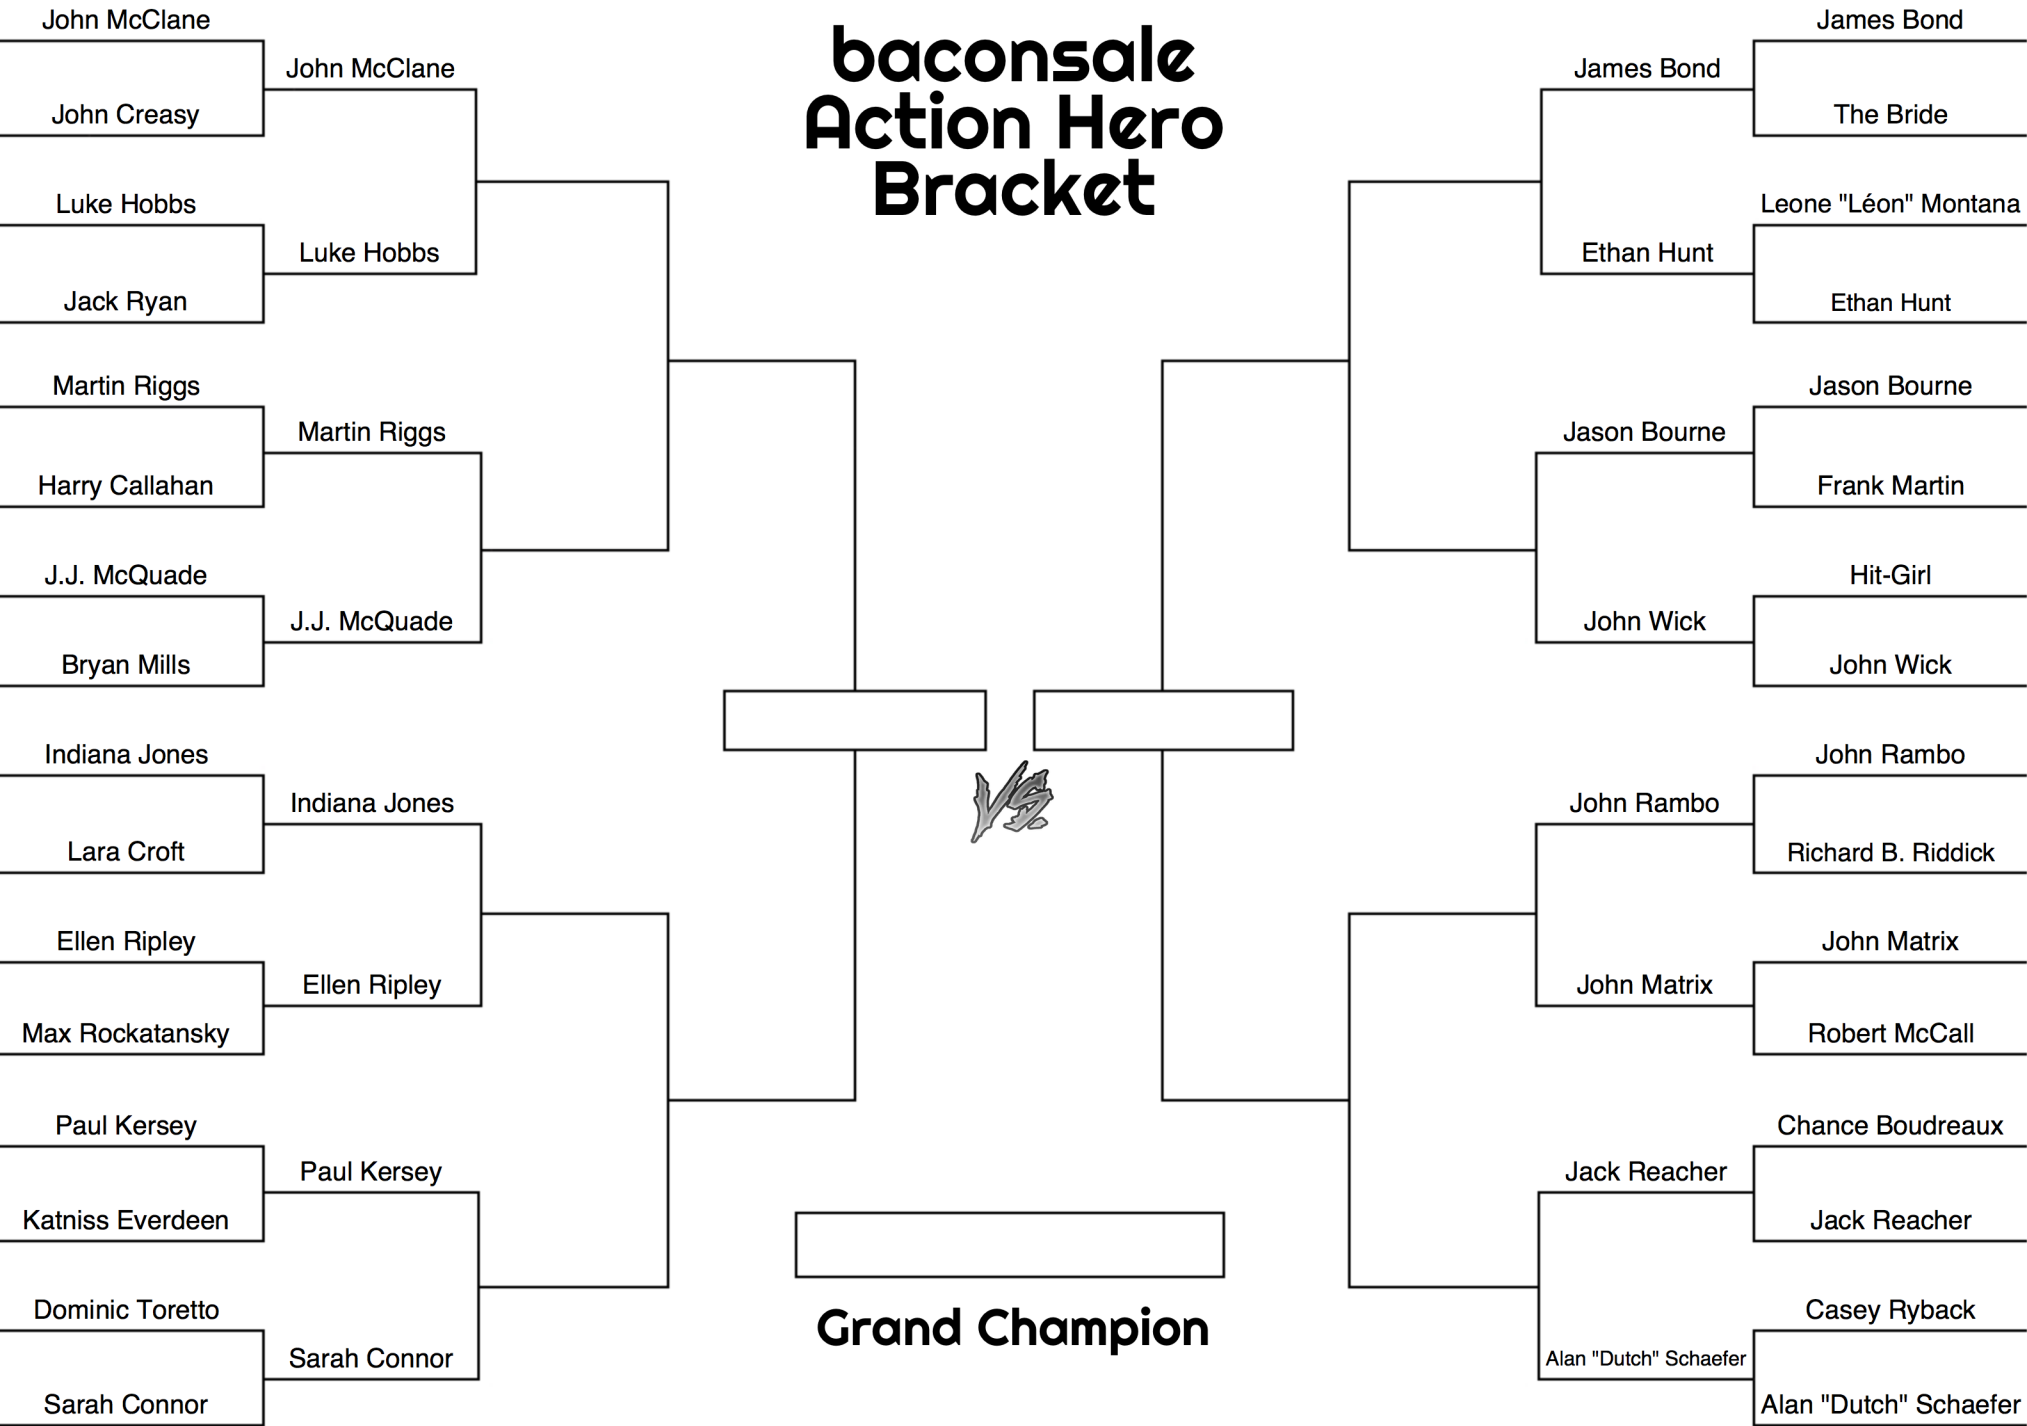 baconsale
Action Hero
Bracket
John McClane
John Creasy
Luke Hobbs
Jack Ryan
Martin Riggs
Harry Callahan
J.J. McQuade
Bryan Mills
Indiana Jones
Lara Croft
Ellen Ripley
Max Rockatansky
Paul Kersey
Katniss Everdeen
Dominic Toretto
Sarah Connor
John McClane
Luke Hobbs
Martin Riggs
J.J. McQuade
Indiana Jones
Ellen Ripley
Paul Kersey
Sarah Connor
VS.
Grand Champion
James Bond
Ethan Hunt
Jason Bourne
John Wick
John Rambo
John Matrix
Jack Reacher
Alan "Dutch" Schaefer
James Bond
The Bride
Leone "Léon" Montana
Ethan Hunt
Jason Bourne
Frank Martin
Hit-Girl
John Wick
John Rambo
Richard B. Riddick
John Matrix
Robert McCall
Chance Boudreaux
Jack Reacher
Casey Ryback
Alan "Dutch" Schaefer